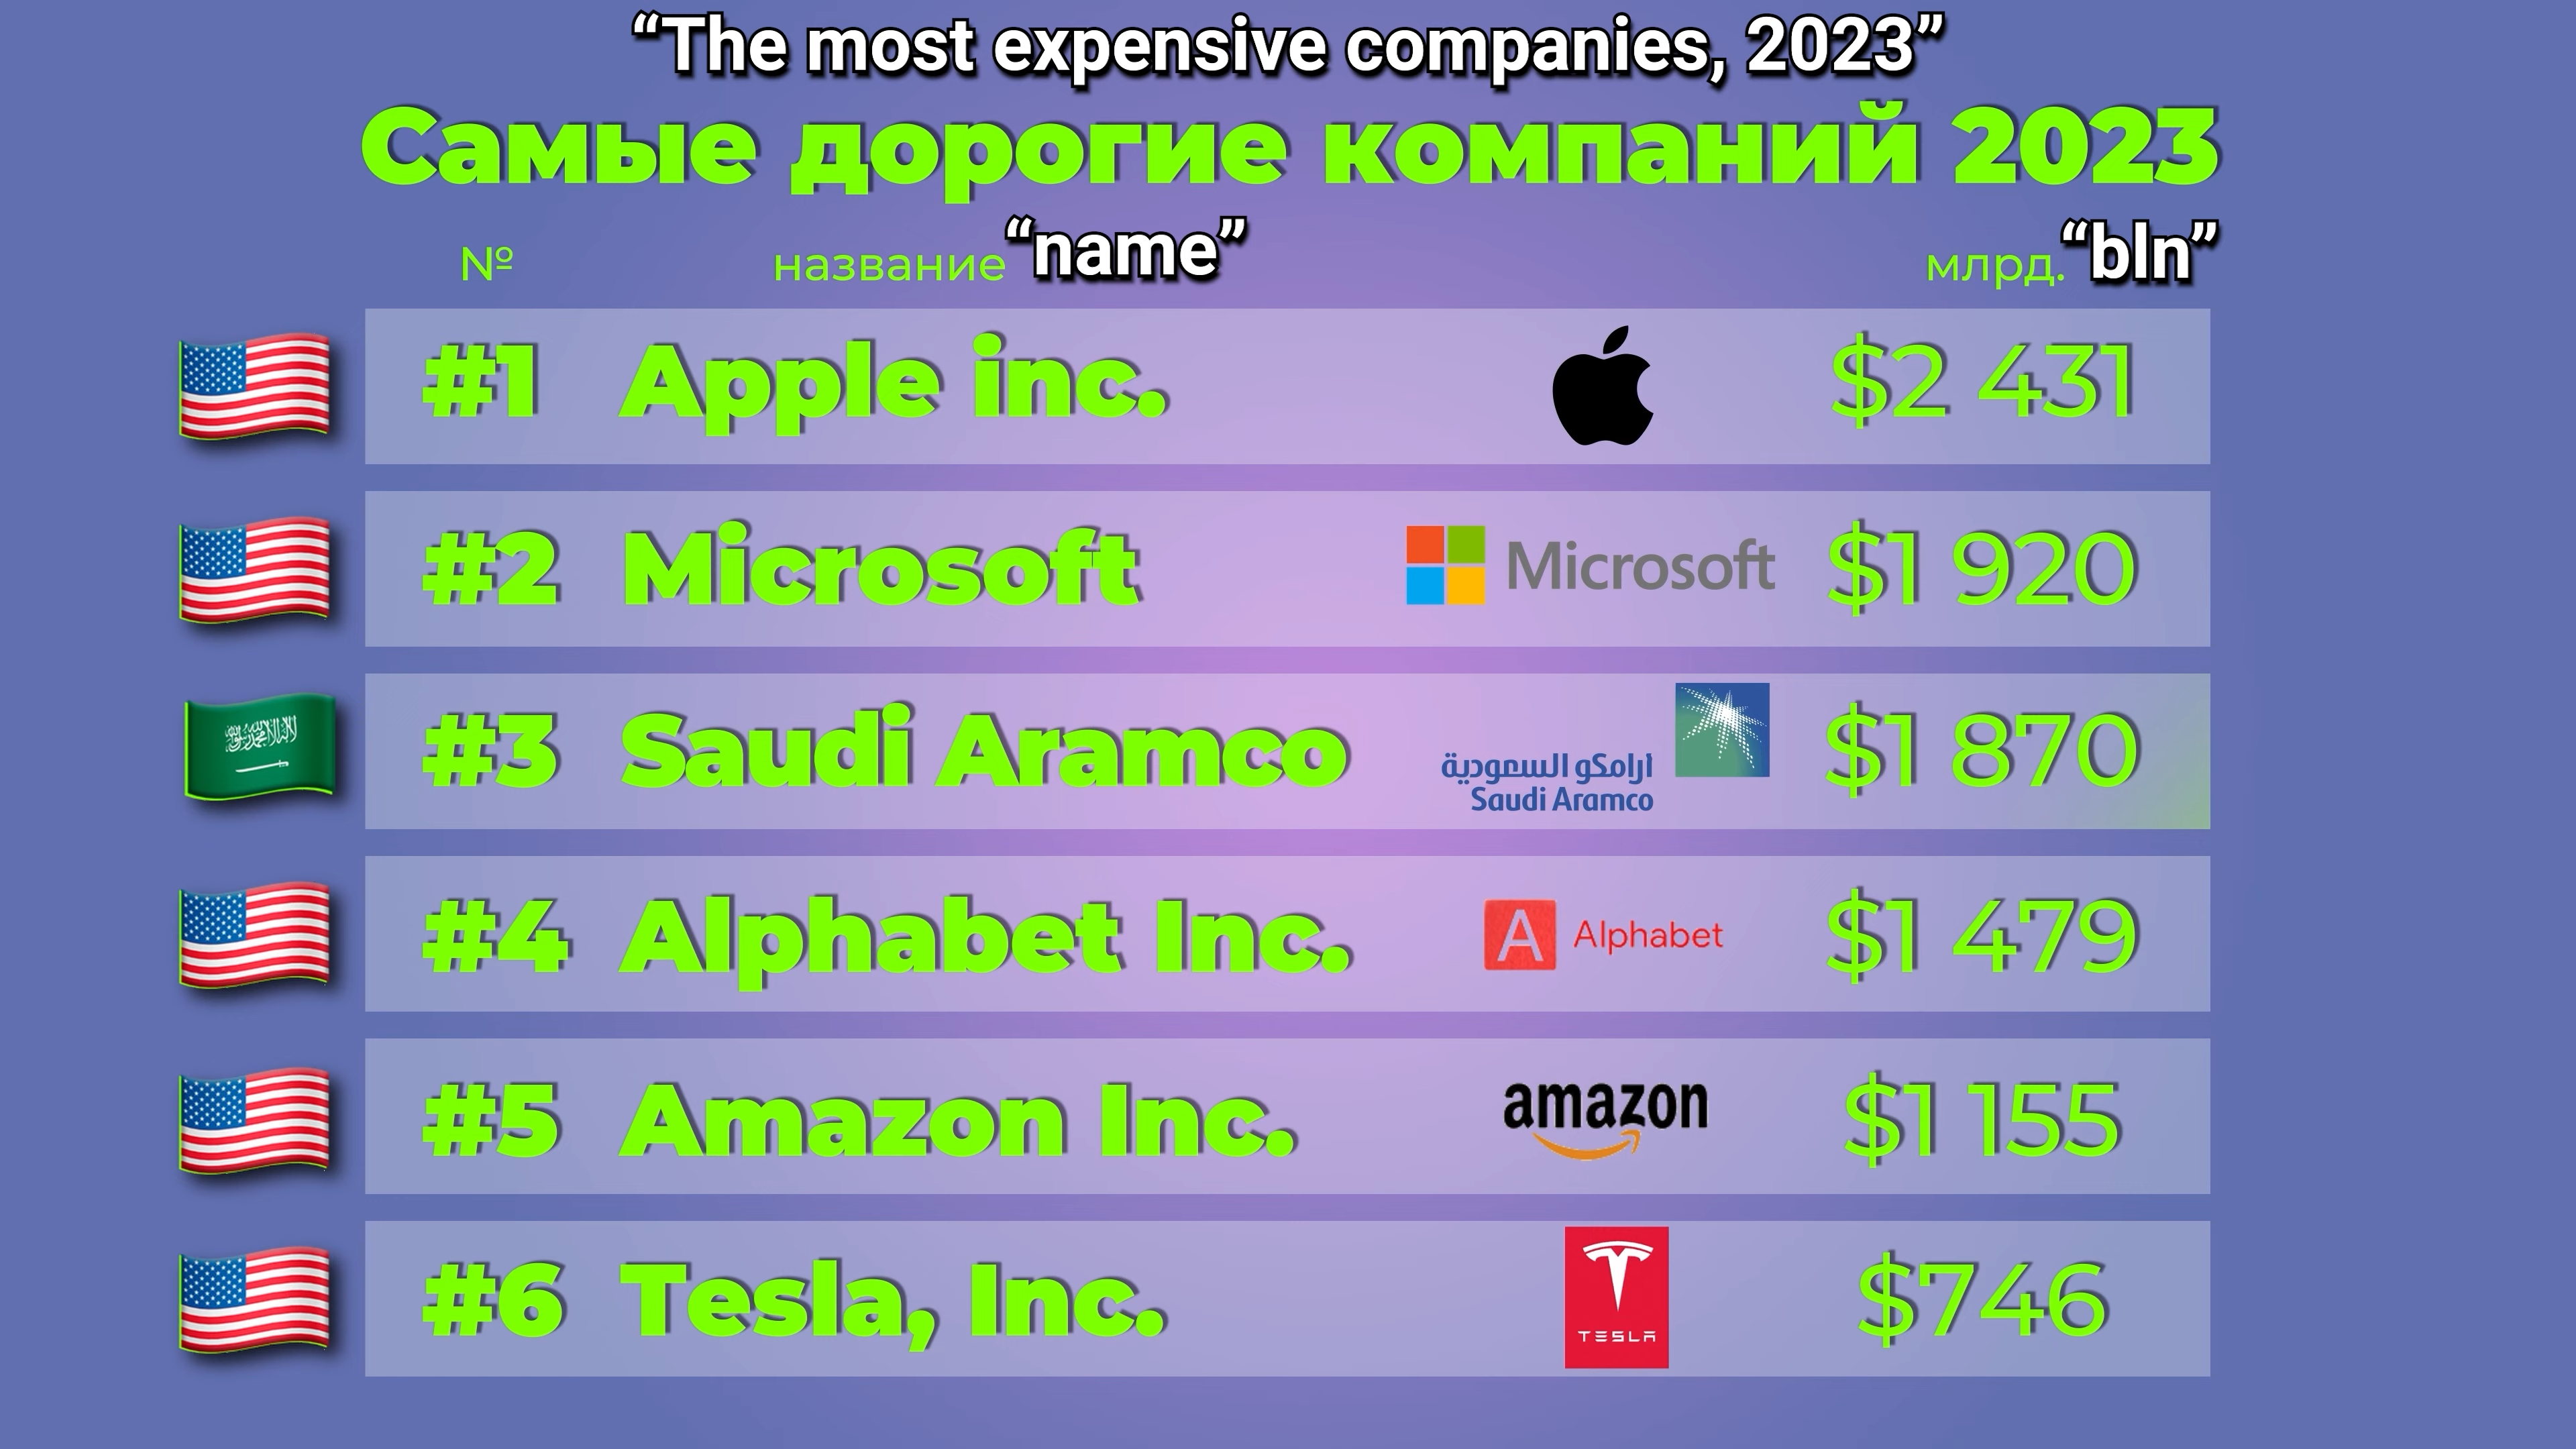 “The most expensive companies, 2023”
Самые дорогие компаний 2023
№ название “name” млрд. “bln”
#1 Apple inc. $2 431
#2 Microsoft Microsoft $1 920
#3 Saudi Aramco أرامكو السعودية $1 870
Saudi Aramco
#4 Alphabet Inc. A Alphabet $1 479
#5 Amazon Inc. amazon $1 155
#6 Tesla, Inc. TESLA $746